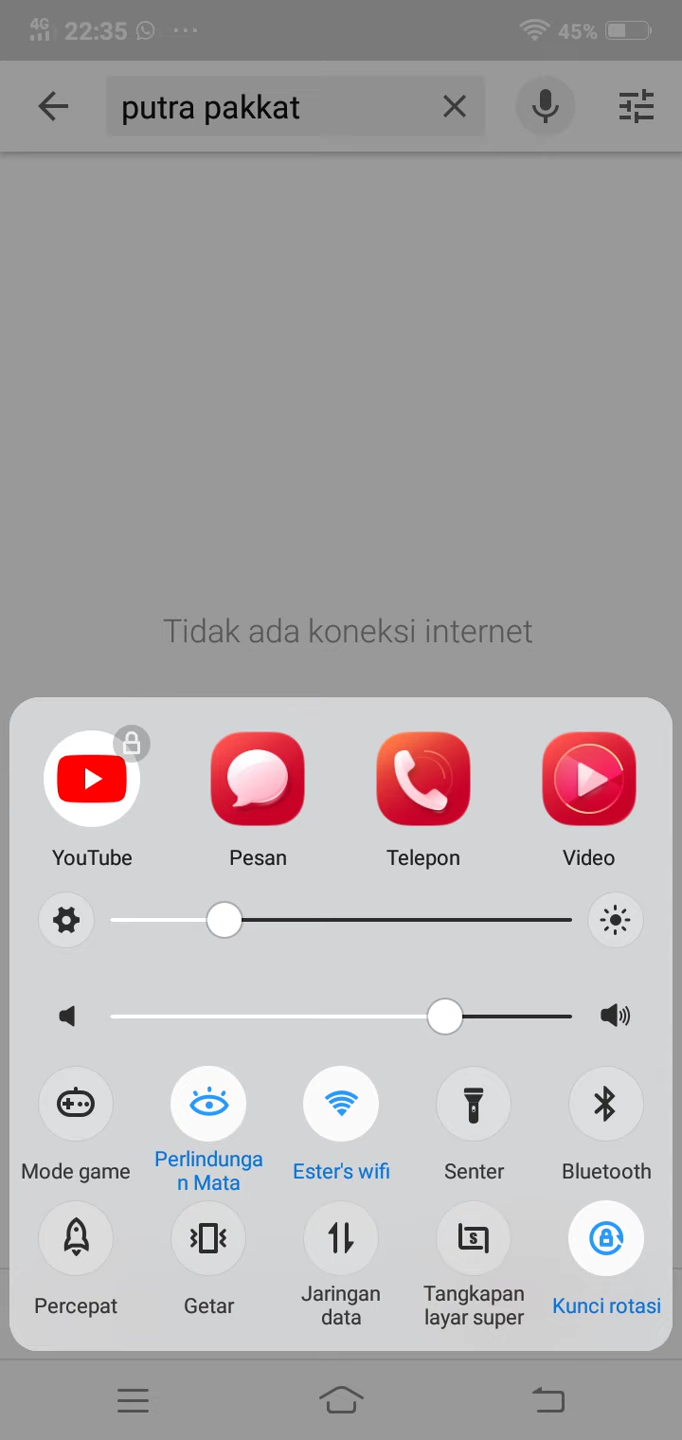 4G 22:35 ... 45%
putra pakkat
Tidak ada koneksi internet
YouTube Pesan Telepon Video
Mode game Perlindunga
n Mata Ester's wifi Senter Bluetooth
Percepat Getar Jaringan
data Tangkapan
layar super Kunci rotasi